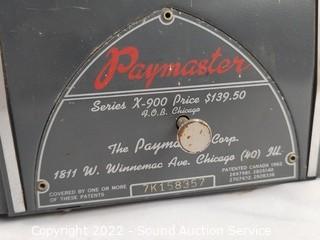 Paymaster
Series X-900 Price $139.50
F.O.B. Chicago
The Paymaster Corp.
1811 W. Winnemac Ave. Chicago (40) Ill.
COVERED BY ONE OR MORE
OF THESE PATENTS
7K158357
PATENTED CANADA
Copyright 2022 - Sound Auction Service